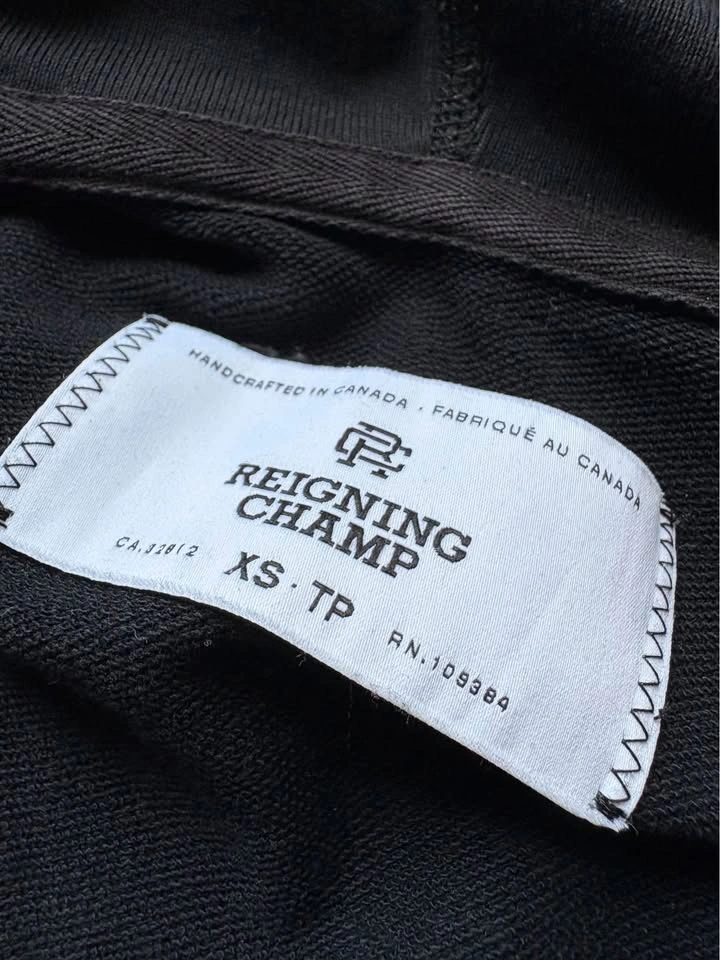 HANDCRAFTED IN CANADA . FABRIQUÉ AU CANADA
RC
REIGNING
CHAMP
CA.32812
XS · TP
RN.109384